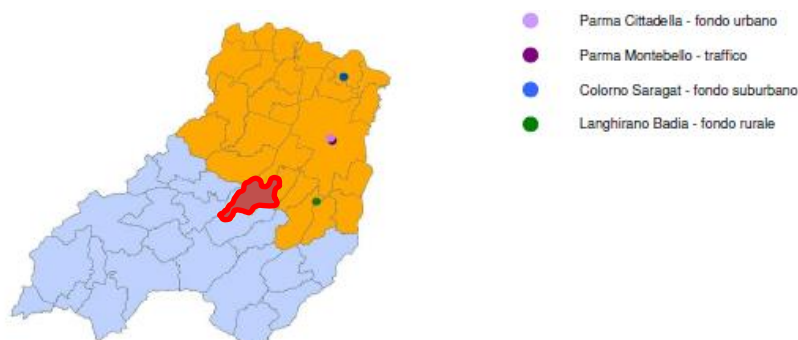 Parma Cittadella - fondo urbano
Parma Montebello - traffico
Colorno Saragat - fondo suburbano
Langhirano Badia - fondo rurale